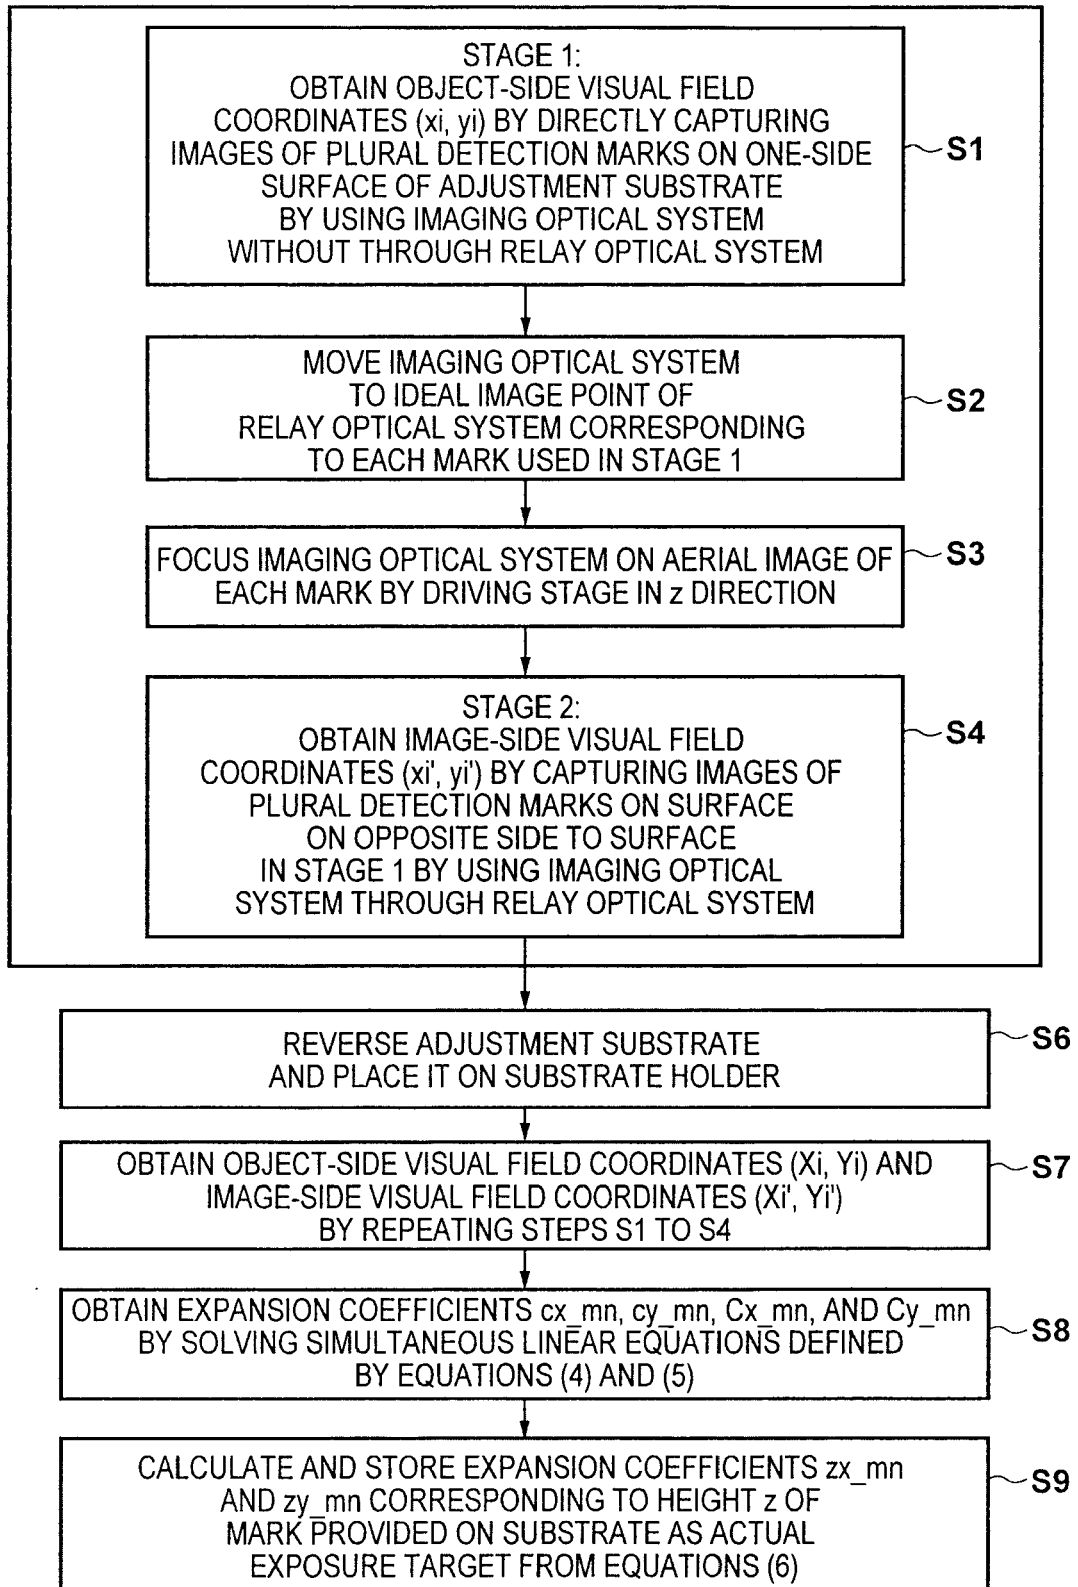 STAGE 1:
OBTAIN OBJECT-SIDE VISUAL FIELD
COORDINATES (xi, yi) BY DIRECTLY CAPTURING
IMAGES OF PLURAL DETECTION MARKS ON ONE-SIDE
SURFACE OF ADJUSTMENT SUBSTRATE
BY USING IMAGING OPTICAL SYSTEM
WITHOUT THROUGH RELAY OPTICAL SYSTEM
S1
MOVE IMAGING OPTICAL SYSTEM
TO IDEAL IMAGE POINT OF
RELAY OPTICAL SYSTEM CORRESPONDING
TO EACH MARK USED IN STAGE 1
S2
FOCUS IMAGING OPTICAL SYSTEM ON AERIAL IMAGE OF
EACH MARK BY DRIVING STAGE IN z DIRECTION
S3
STAGE 2:
OBTAIN IMAGE-SIDE VISUAL FIELD
COORDINATES (xi', yi') BY CAPTURING IMAGES OF
PLURAL DETECTION MARKS ON SURFACE
ON OPPOSITE SIDE TO SURFACE
IN STAGE 1 BY USING IMAGING OPTICAL
SYSTEM THROUGH RELAY OPTICAL SYSTEM
S4
REVERSE ADJUSTMENT SUBSTRATE
AND PLACE IT ON SUBSTRATE HOLDER
S6
OBTAIN OBJECT-SIDE VISUAL FIELD COORDINATES (Xi, Yi) AND
IMAGE-SIDE VISUAL FIELD COORDINATES (Xi', Yi')
BY REPEATING STEPS S1 TO S4
S7
OBTAIN EXPANSION COEFFICIENTS cx_mn, cy_mn, Cx_mn, AND Cy_mn
BY SOLVING SIMULTANEOUS LINEAR EQUATIONS DEFINED
BY EQUATIONS (4) AND (5)
S8
CALCULATE AND STORE EXPANSION COEFFICIENTS zx_mn
AND zy_mn CORRESPONDING TO HEIGHT z OF
MARK PROVIDED ON SUBSTRATE AS ACTUAL
EXPOSURE TARGET FROM EQUATIONS (6)
S9